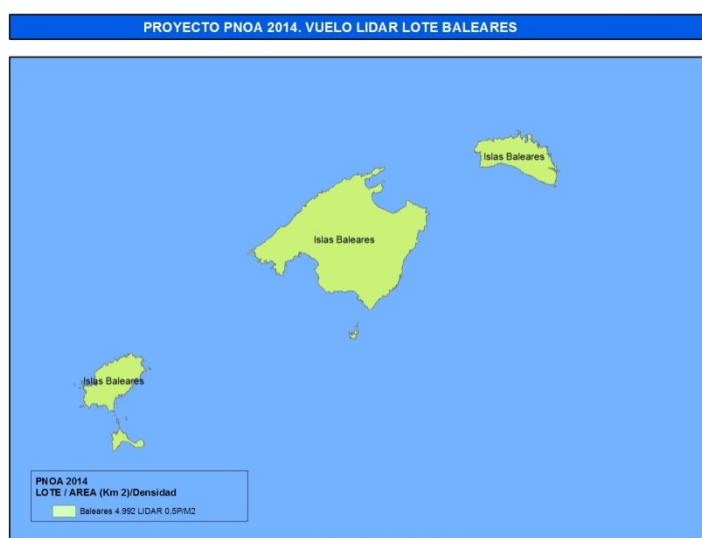 PROYECTO PNOA 2014. VUELO LIDAR LOTE BALEARES
Islas Baleares
Islas Baleares
Islas Baleares
PNOA 2014
LOTE / AREA (Km 2)/Densidad
Baleares 4.992 LIDAR 0.5P/M2